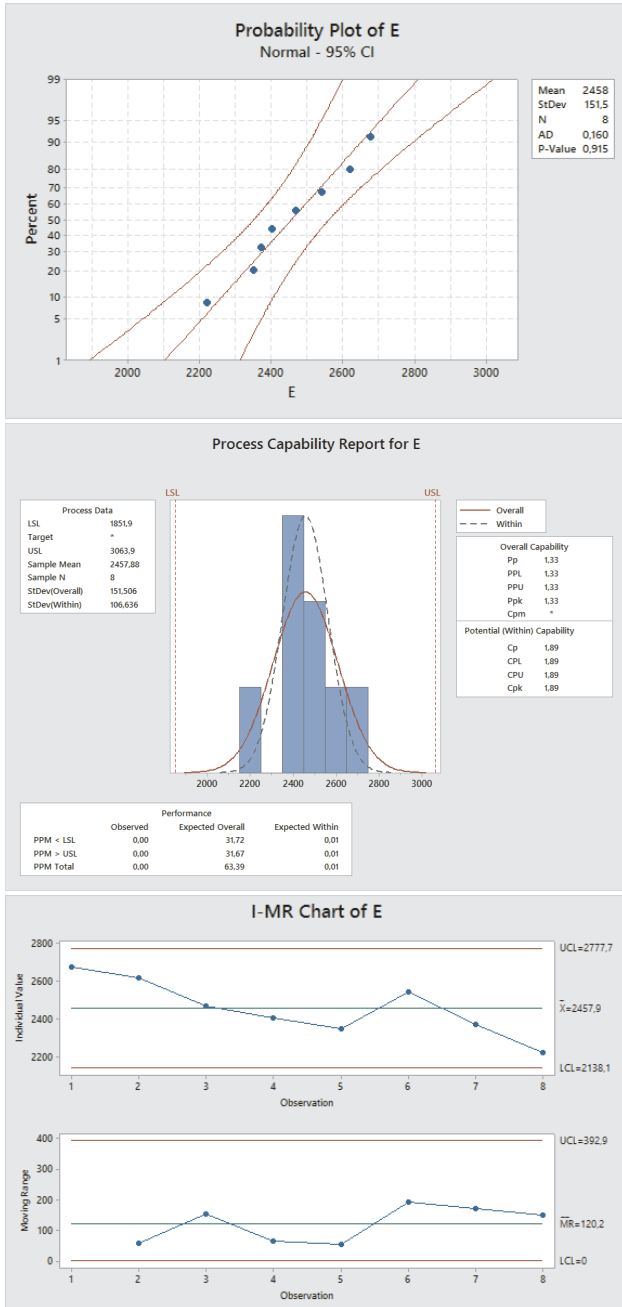 Probability Plot of E
Normal - 95% CI
Mean 2458
StDev 151,5
N 8
AD 0,160
P-Value 0,915
99
95
90
80
70
60
50
40
30
20
10
5
1
Percent
2000 2200 2400 2600 2800 3000
E
Process Capability Report for E
LSL USL
Process Data
LSL 1851,9
Target *
USL 3063,9
Sample Mean 2457,88
Sample N 8
StDev(Overall) 151,506
StDev(Within) 106,636
Overall
Within
Overall Capability
Pp 1,33
PPL 1,33
PPU 1,33
Ppk 1,33
Cpm *
Potential (Within) Capability
Cp 1,89
CPL 1,89
CPU 1,89
Cpk 1,89
2000 2200 2400 2600 2800 3000
Performance
Observed Expected Overall Expected Within
PPM < LSL 0,00 31,72 0,01
PPM > USL 0,00 31,67 0,01
PPM Total 0,00 63,39 0,01
I-MR Chart of E
2800
2600
2400
2200
Individual Value
UCL=2777,7
X̄=2457,9
LCL=2138,1
1 2 3 4 5 6 7 8
Observation
400
300
200
100
0
Moving Range
UCL=392,9
M̅R̅=120,2
LCL=0
1 2 3 4 5 6 7 8
Observation